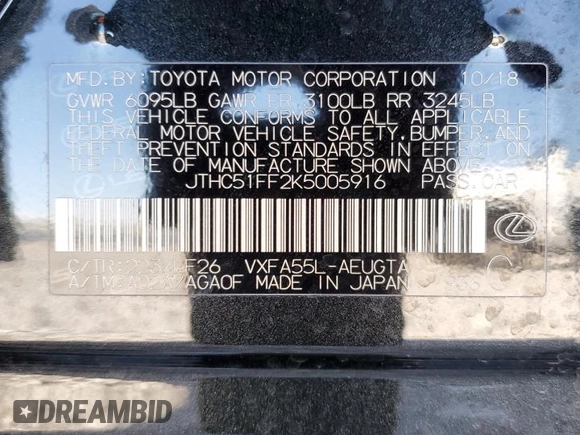 MFD. BY: TOYOTA MOTOR CORPORATION 10/18
GVWR 6095LB GAWR FR 3100LB RR 3245LB
THIS VEHICLE CONFORMS TO ALL APPLICABLE
FEDERAL MOTOR VEHICLE SAFETY, BUMPER, AND
THEFT PREVENTION STANDARDS IN EFFECT ON
THE DATE OF MANUFACTURE SHOWN ABOVE.
JTHC51FF2K5005916 PASS. CAR
C/TR: VXFA55L-AEUGTA
MADE IN JAPAN
DREAMBID